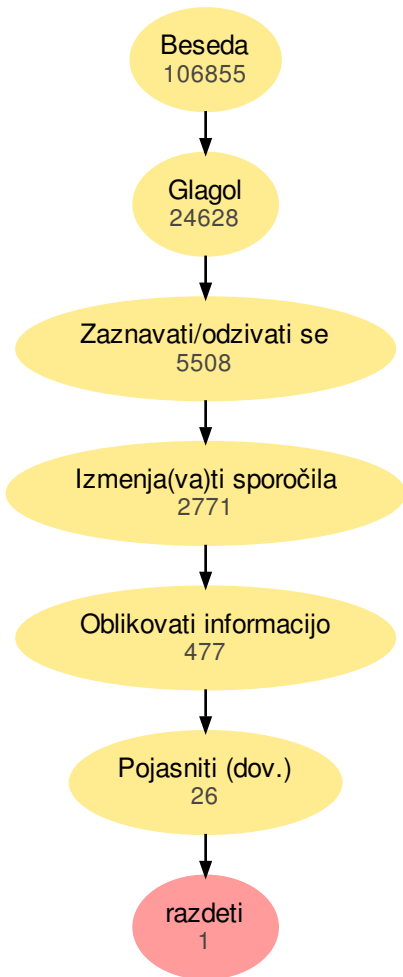 Beseda
106855
Glagol
24628
Zaznavati/odzivati se
5508
Izmenja(va)ti sporočila
2771
Oblikovati informacijo
477
Pojasniti (dov.)
26
razdeti
1